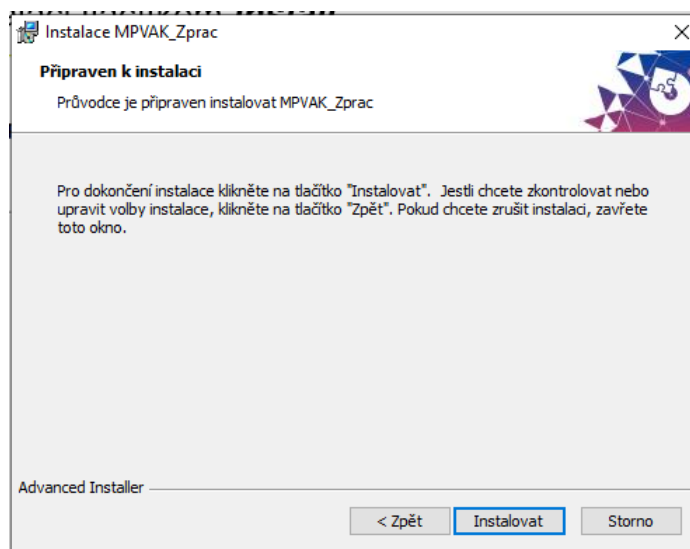 Instalace MPVAK_Zprac
Připraven k instalaci
Průvodce je připraven instalovat MPVAK_Zprac
Pro dokončení instalace klikněte na tlačítko "Instalovat". Jestli chcete zkontrolovat nebo
upravit volby instalace, klikněte na tlačítko "Zpět". Pokud chcete zrušit instalaci, zavřete
toto okno.
Advanced Installer
< Zpět
Instalovat
Storno